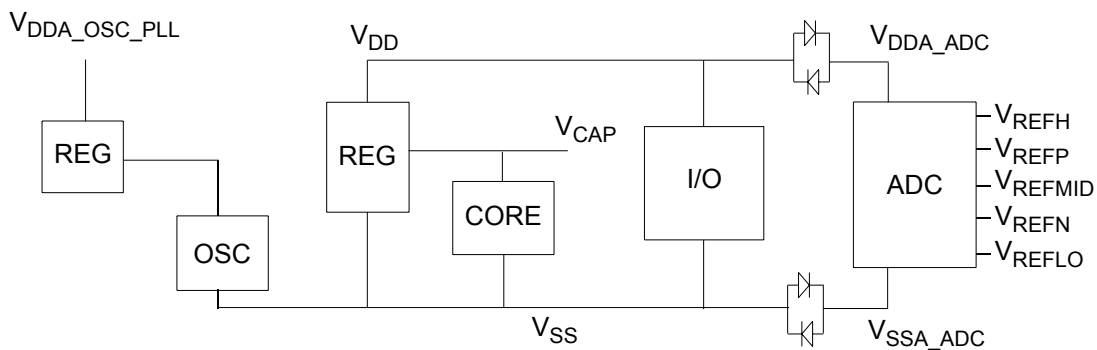 VDDA_OSC_PLL
VDD
VDDA_ADC
REG
REG
VCAP
CORE
I/O
ADC
VREFH
VREFP
VREFMID
VREFN
VREFLO
OSC
VSS
VSSA_ADC